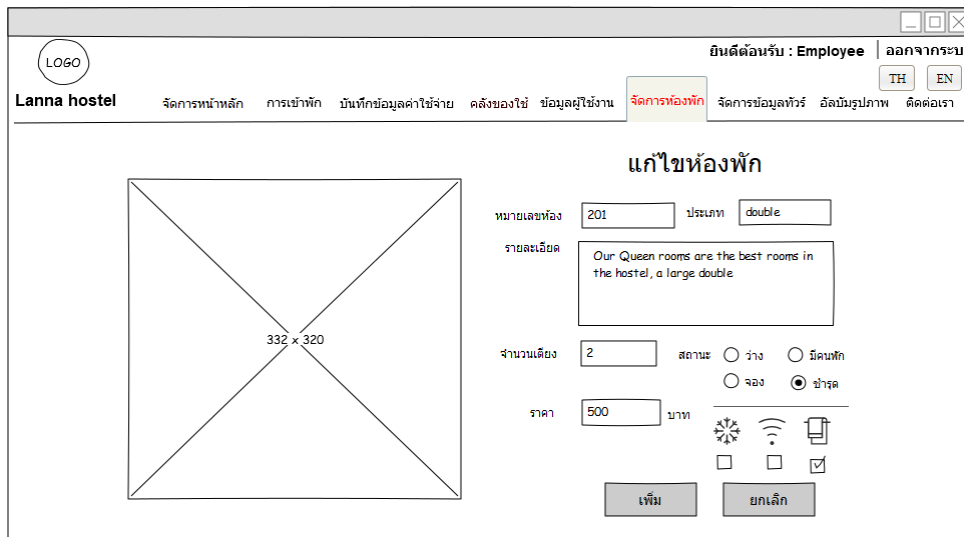 ยินดีต้อนรับ : Employee ออกจากระบ
LOGO
TH EN
Lanna hostel
จัดการหน้าหลัก การเข้าพัก บันทึกข้อมูลค่าใช้จ่าย คลังของใช้ ข้อมูลผู้ใช้งาน จัดการห้องพัก จัดการข้อมูลทัวร์ อัลบั้มรูปภาพ ติดต่อเรา
แก้ไขห้องพัก
332 x 320
หมายเลขห้อง 201 ประเภท double
รายละเอียด
Our Queen rooms are the best rooms in
the hostel, a large double
จำนวนเตียง 2 สถานะ ว่าง มีคนพัก
จอง ชำรุด
ราคา 500 บาท
เพิ่ม ยกเลิก